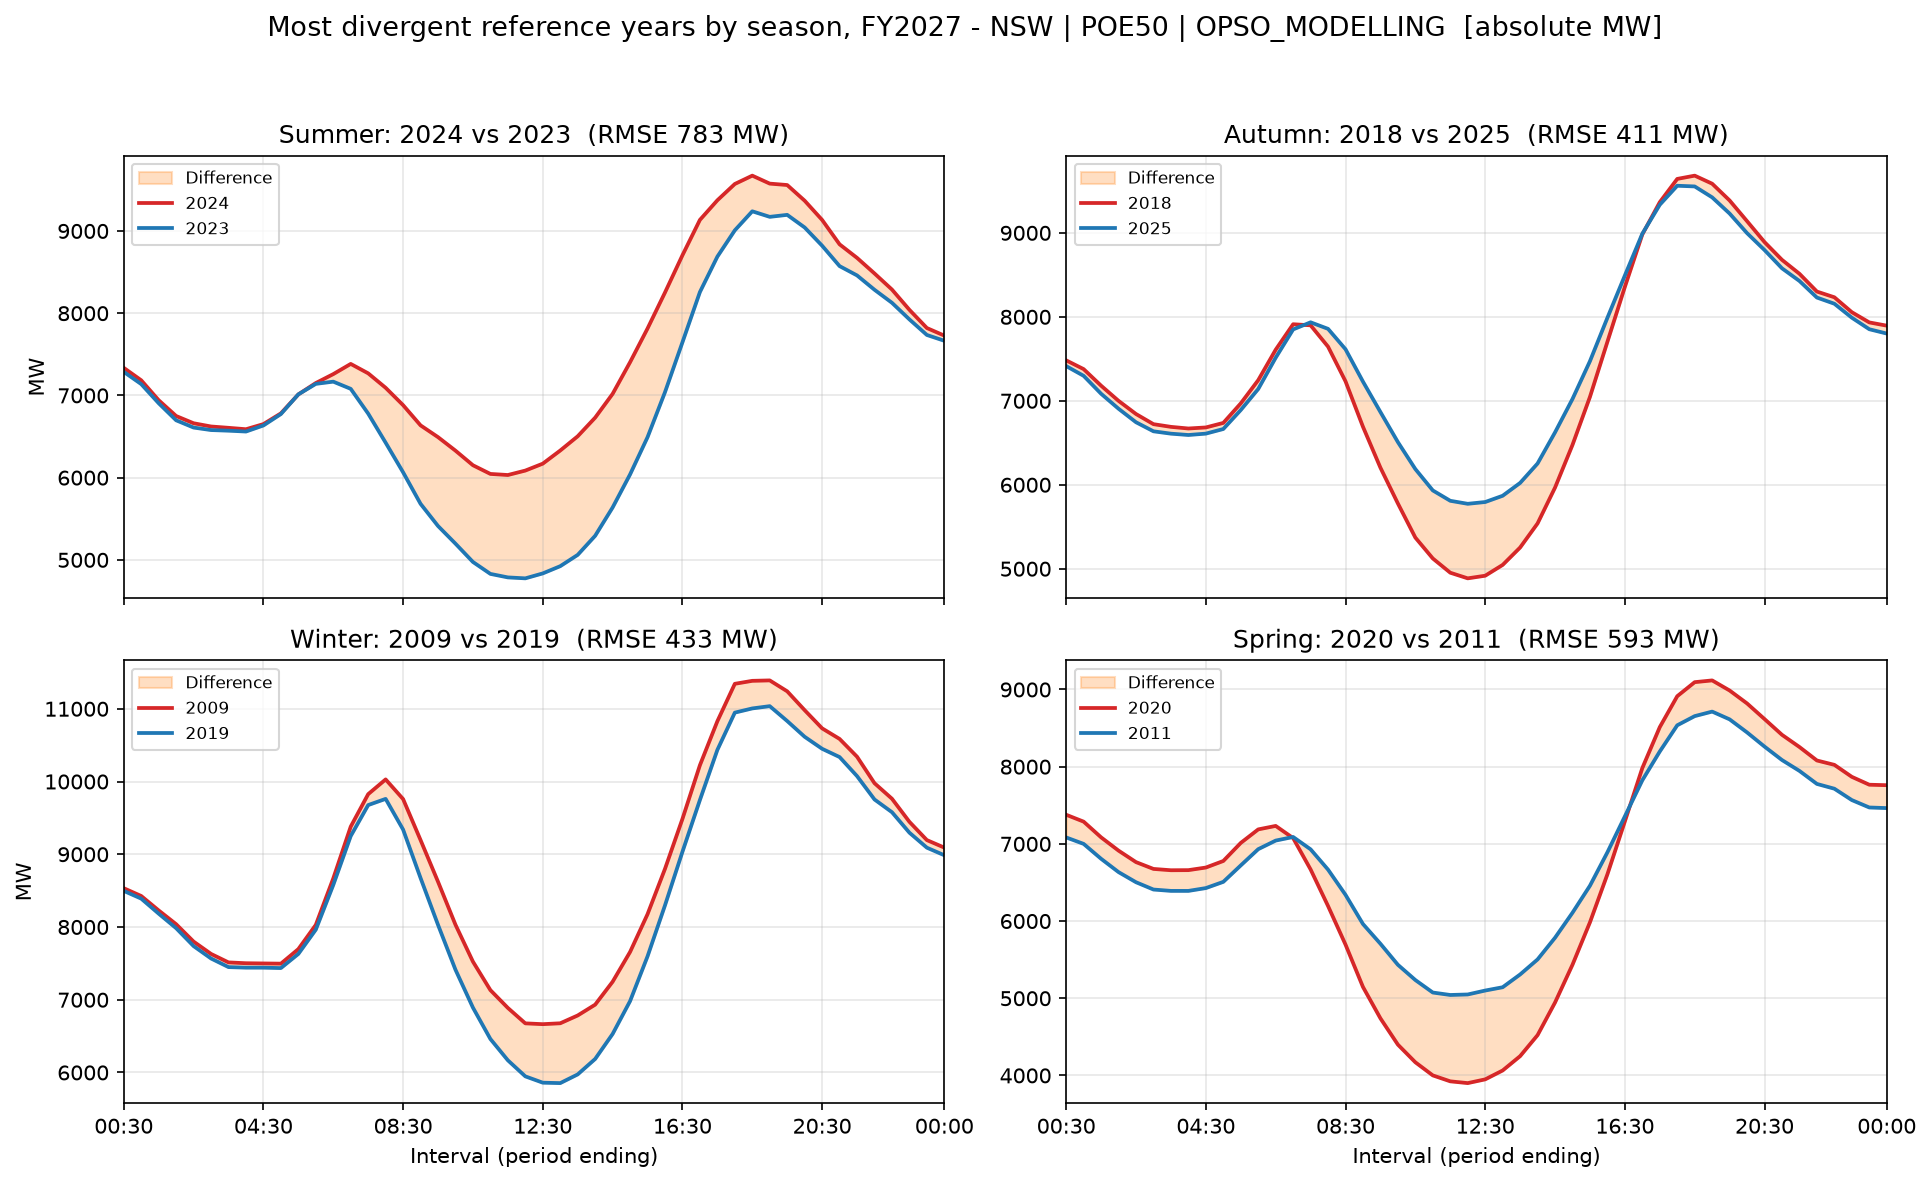 Most divergent reference years by season, FY2027 - NSW | POE50 | OPSO_MODELLING  [absolute MW]
Summer: 2024 vs 2023  (RMSE 783 MW)
Difference
2024
2023
9000
8000
7000
6000
5000
MW
Autumn: 2018 vs 2025  (RMSE 411 MW)
Difference
2018
2025
9000
8000
7000
6000
5000
Winter: 2009 vs 2019  (RMSE 433 MW)
Difference
2009
2019
11000
10000
9000
8000
7000
6000
MW
00:30 04:30 08:30 12:30 16:30 20:30 00:00
Interval (period ending)
Spring: 2020 vs 2011  (RMSE 593 MW)
Difference
2020
2011
9000
8000
7000
6000
5000
4000
00:30 04:30 08:30 12:30 16:30 20:30 00:00
Interval (period ending)